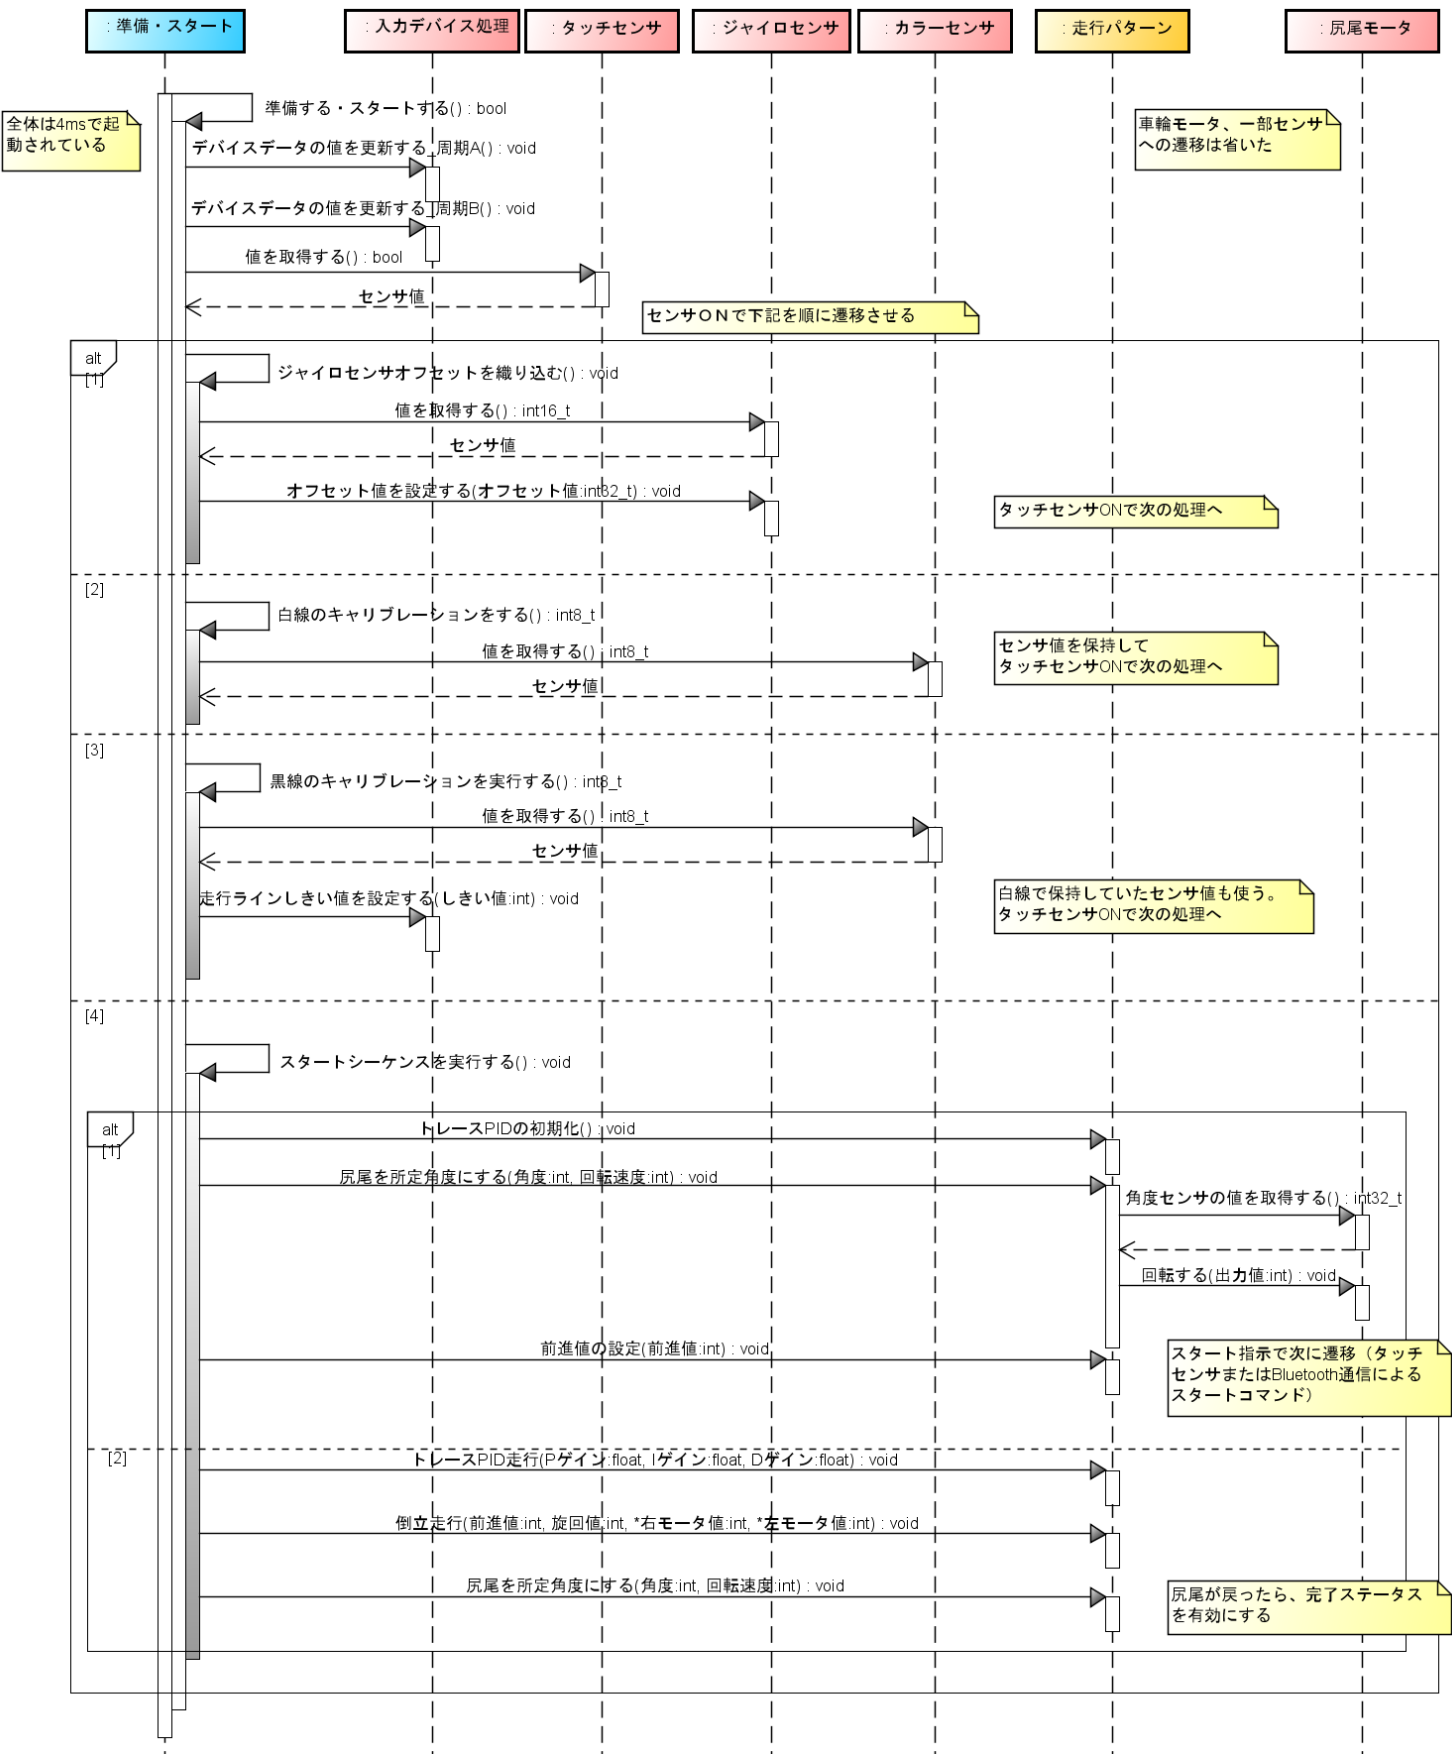 : 準備・スタート
: 入力デバイス処理
: タッチセンサ
: ジャイロセンサ
: カラーセンサ
: 走行パターン
: 尻尾モータ
全体は4msで起
動されている
準備する・スタートする() : bool
車輪モータ、一部センサ
への遷移は省いた
デバイスデータの値を更新する_周期A() : void
デバイスデータの値を更新する_周期B() : void
値を取得する() : bool
センサ値
センサＯＮで下記を順に遷移させる
alt
[1]
ジャイロセンサオフセットを織り込む() : void
値を取得する() : int16_t
センサ値
オフセット値を設定する(オフセット値:int32_t) : void
タッチセンサONで次の処理へ
[2]
白線のキャリブレーションをする() : int8_t
値を取得する() : int8_t
センサ値
センサ値を保持して
タッチセンサONで次の処理へ
[3]
黒線のキャリブレーションを実行する() : int8_t
値を取得する() : int8_t
センサ値
走行ラインしきい値を設定する(しきい値:int) : void
白線で保持していたセンサ値も使う。
タッチセンサONで次の処理へ
[4]
スタートシーケンスを実行する() : void
alt
[1]
トレースPIDの初期化() : void
尻尾を所定角度にする(角度:int, 回転速度:int) : void
角度センサの値を取得する() : int32_t
回転する(出力値:int) : void
前進値の設定(前進値:int) : void
スタート指示で次に遷移（タッチ
センサまたはBluetooth通信による
スタートコマンド）
[2]
トレースPID走行(Pゲイン:float, Iゲイン:float, Dゲイン:float) : void
倒立走行(前進値:int, 旋回値:int, *右モータ値:int, *左モータ値:int) : void
尻尾を所定角度にする(角度:int, 回転速度:int) : void
尻尾が戻ったら、完了ステータス
を有効にする